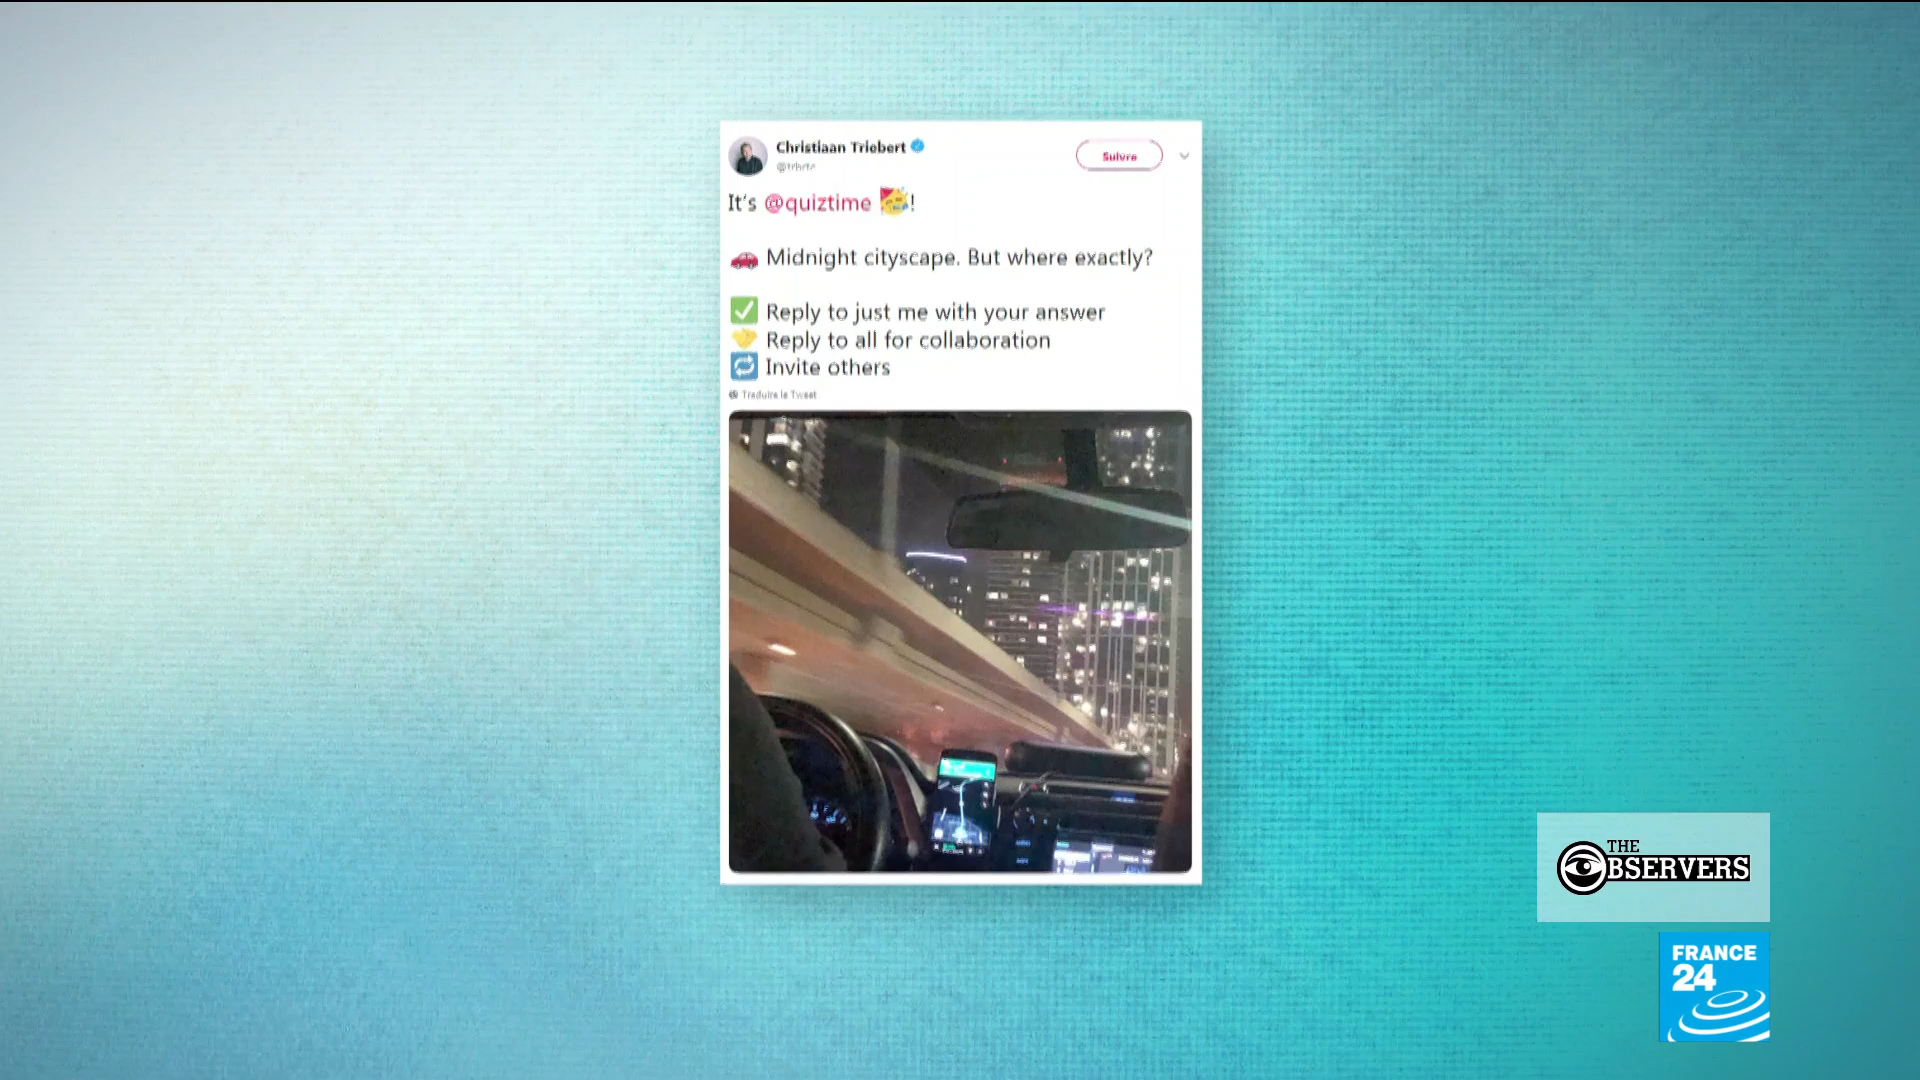 Christiaan Triebert
Suivre
It's @quiztime !
Midnight cityscape. But where exactly?
Reply to just me with your answer
Reply to all for collaboration
Invite others
Traduire le Tweet
THE
OBSERVERS
FRANCE
24